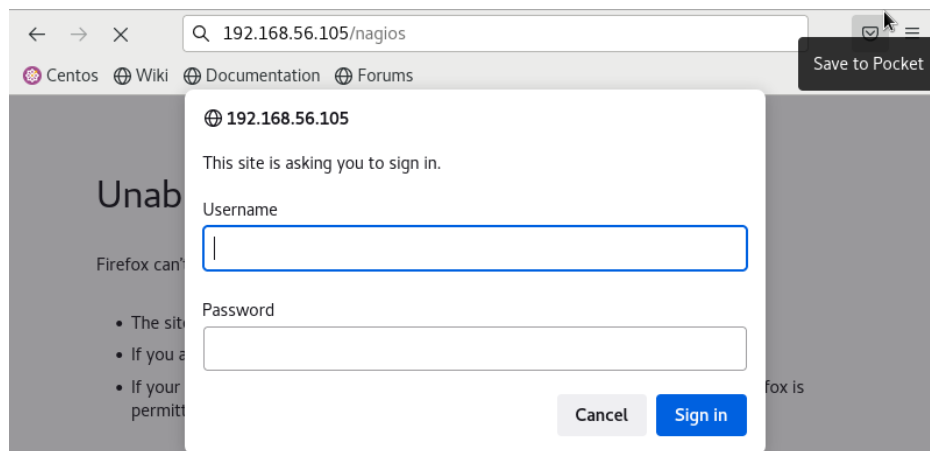 192.168.56.105/nagios
Save to Pocket
Centos Wiki Documentation Forums
192.168.56.105
This site is asking you to sign in.
Unab
Username
Firefox can'
Password
• The sit
• If you a
• If your fox is
permitt
Cancel Sign in